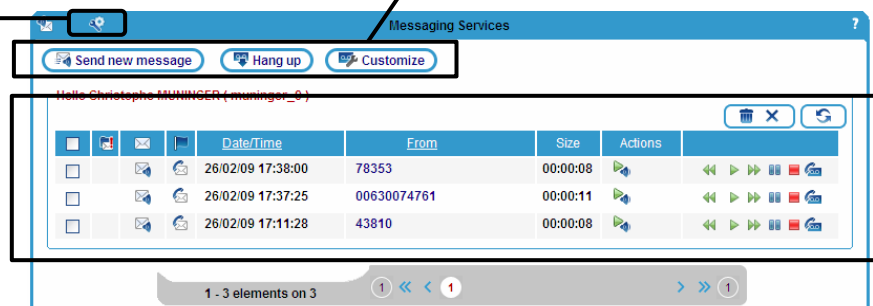 Messaging Services ?
Send new message Hang up Customize
Hello Christophe MUNINGER ( muninger_0 )
Date/Time From Size Actions
26/02/09 17:38:00 78353 00:00:08
26/02/09 17:37:25 00630074761 00:00:11
26/02/09 17:11:28 43810 00:00:08
1 - 3 elements on 3 1 « < 1 > » 1